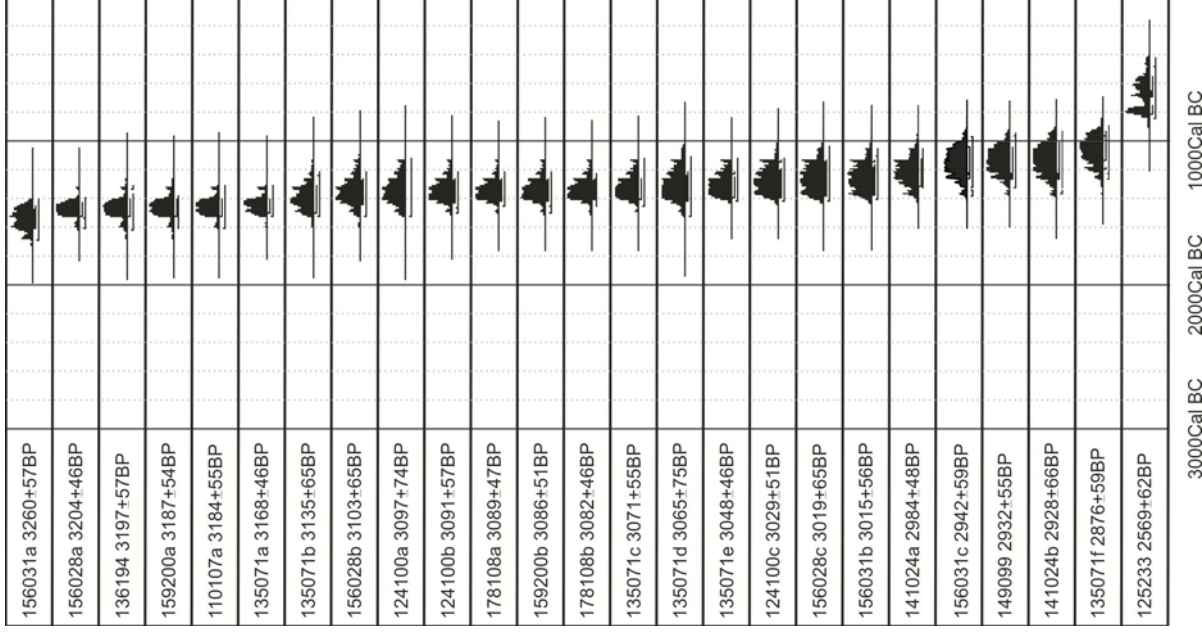 156031a 3260±57BP
156028a 3204±46BP
136194 3197±57BP
159200a 3187±54BP
110107a 3184±55BP
135071a 3168±46BP
135071b 3135±65BP
156028b 3103±65BP
124100a 3097±74BP
124100b 3091±57BP
178108a 3089±47BP
159200b 3086±51BP
178108b 3082±46BP
135071c 3071±55BP
135071d 3065±75BP
135071e 3048±46BP
124100c 3029±51BP
156028c 3019±65BP
156031b 3015±56BP
141024a 2984±48BP
156031c 2942±59BP
149099 2932±55BP
141024b 2928±66BP
135071f 2876±59BP
125233 2569±62BP
3000Cal BC 2000Cal BC 1000Cal BC